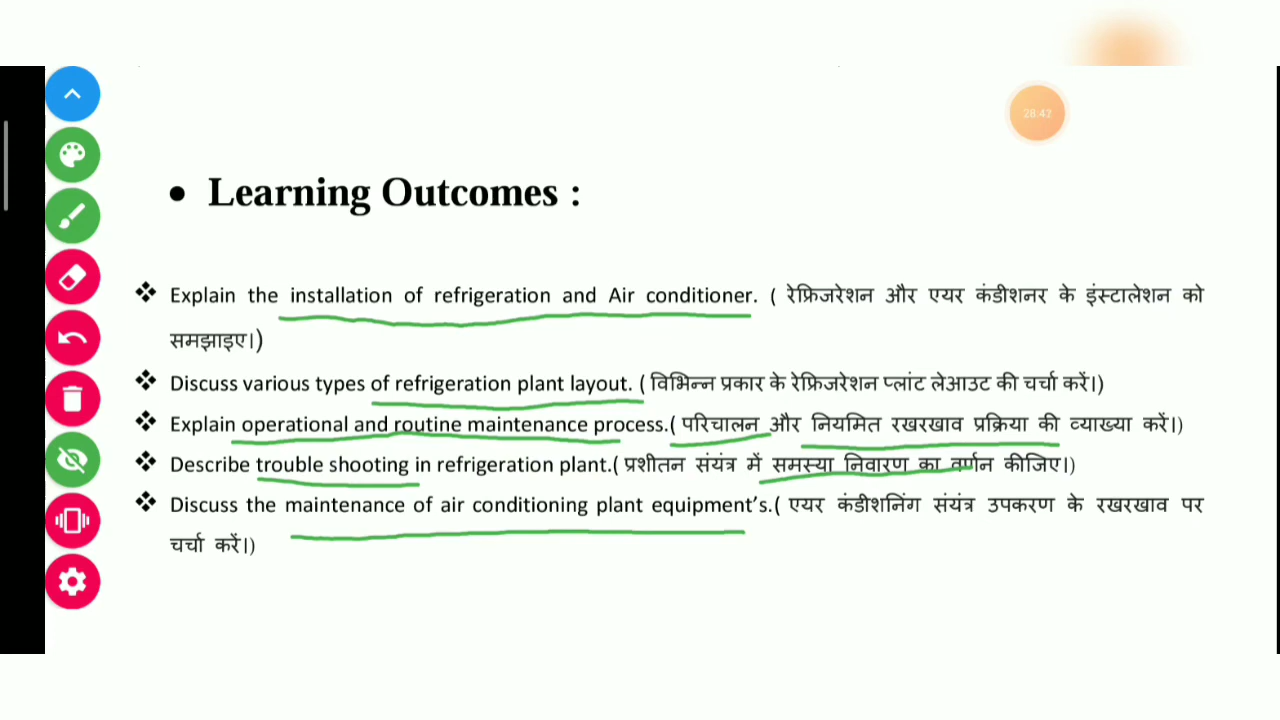 28:42
• Learning Outcomes :
❖ Explain the installation of refrigeration and Air conditioner. ( रेफ्रिजरेशन और एयर कंडीशनर के इंस्टालेशन को
समझाइए।)
❖ Discuss various types of refrigeration plant layout. ( विभिन्न प्रकार के रेफ्रिजरेशन प्लांट लेआउट की चर्चा करें।)
❖ Explain operational and routine maintenance process.( परिचालन और नियमित रखरखाव प्रक्रिया की व्याख्या करें।)
❖ Describe trouble shooting in refrigeration plant.( प्रशीतन संयंत्र में समस्या निवारण का वर्णन कीजिए।)
❖ Discuss the maintenance of air conditioning plant equipment’s.( एयर कंडीशनिंग संयंत्र उपकरण के रखरखाव पर
चर्चा करें।)